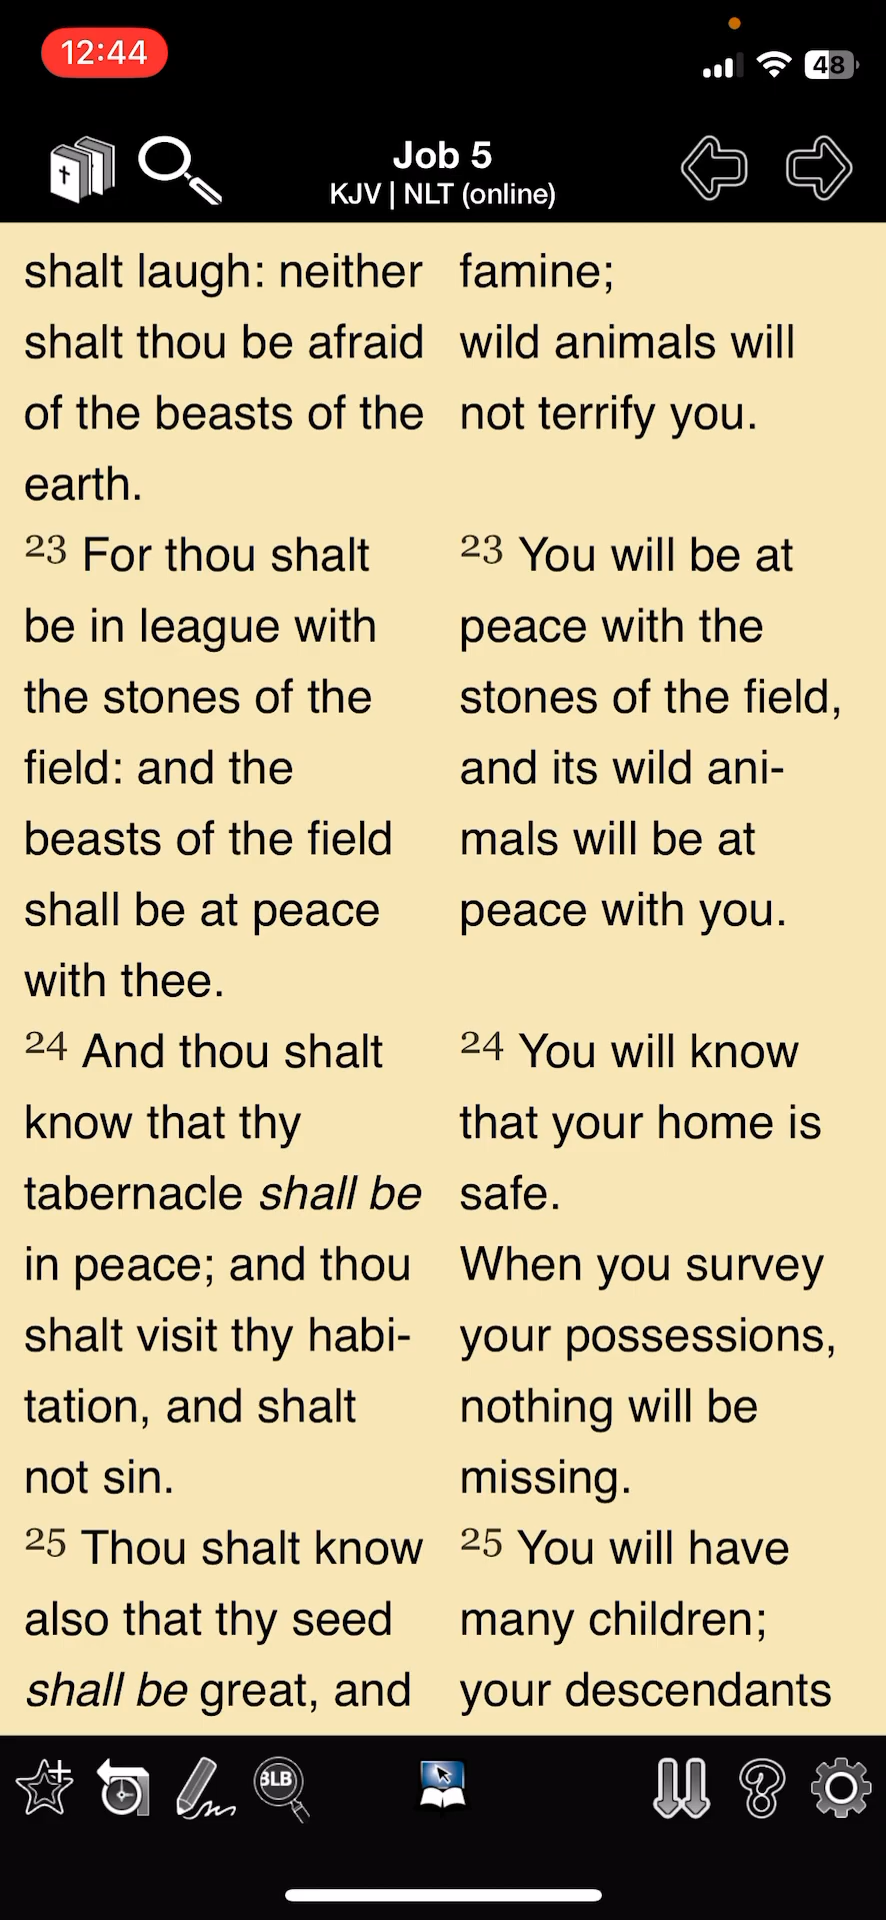 12:44
48
Job 5
KJV | NLT (online)
shalt laugh: neither
shalt thou be afraid
of the beasts of the
earth.
23 For thou shalt
be in league with
the stones of the
field: and the
beasts of the field
shall be at peace
with thee.
24 And thou shalt
know that thy
tabernacle shall be
in peace; and thou
shalt visit thy habi-
tation, and shalt
not sin.
25 Thou shalt know
also that thy seed
shall be great, and
famine;
wild animals will
not terrify you.
23 You will be at
peace with the
stones of the field,
and its wild ani-
mals will be at
peace with you.
24 You will know
that your home is
safe.
When you survey
your possessions,
nothing will be
missing.
25 You will have
many children;
your descendants
BLB